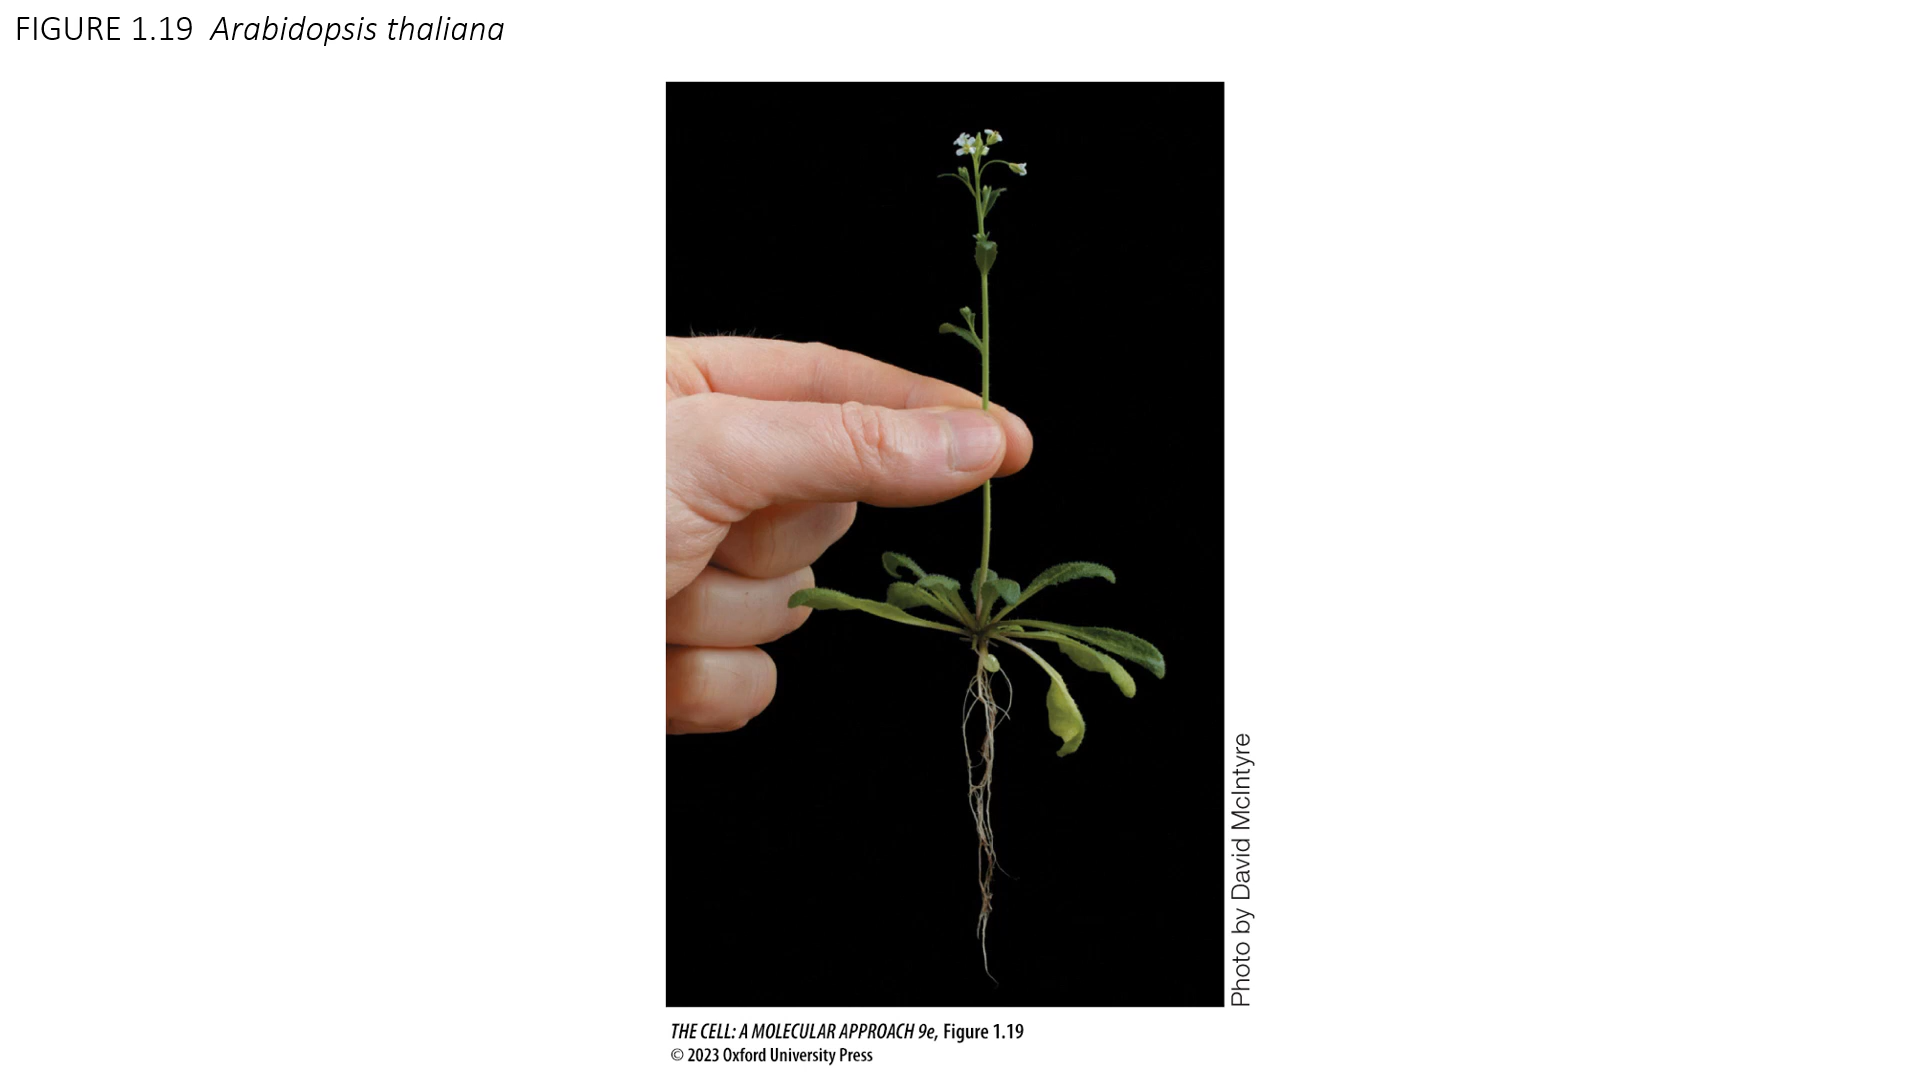 FIGURE 1.19 Arabidopsis thaliana
Photo by David McIntyre
THE CELL: A MOLECULAR APPROACH 9e, Figure 1.19
© 2023 Oxford University Press